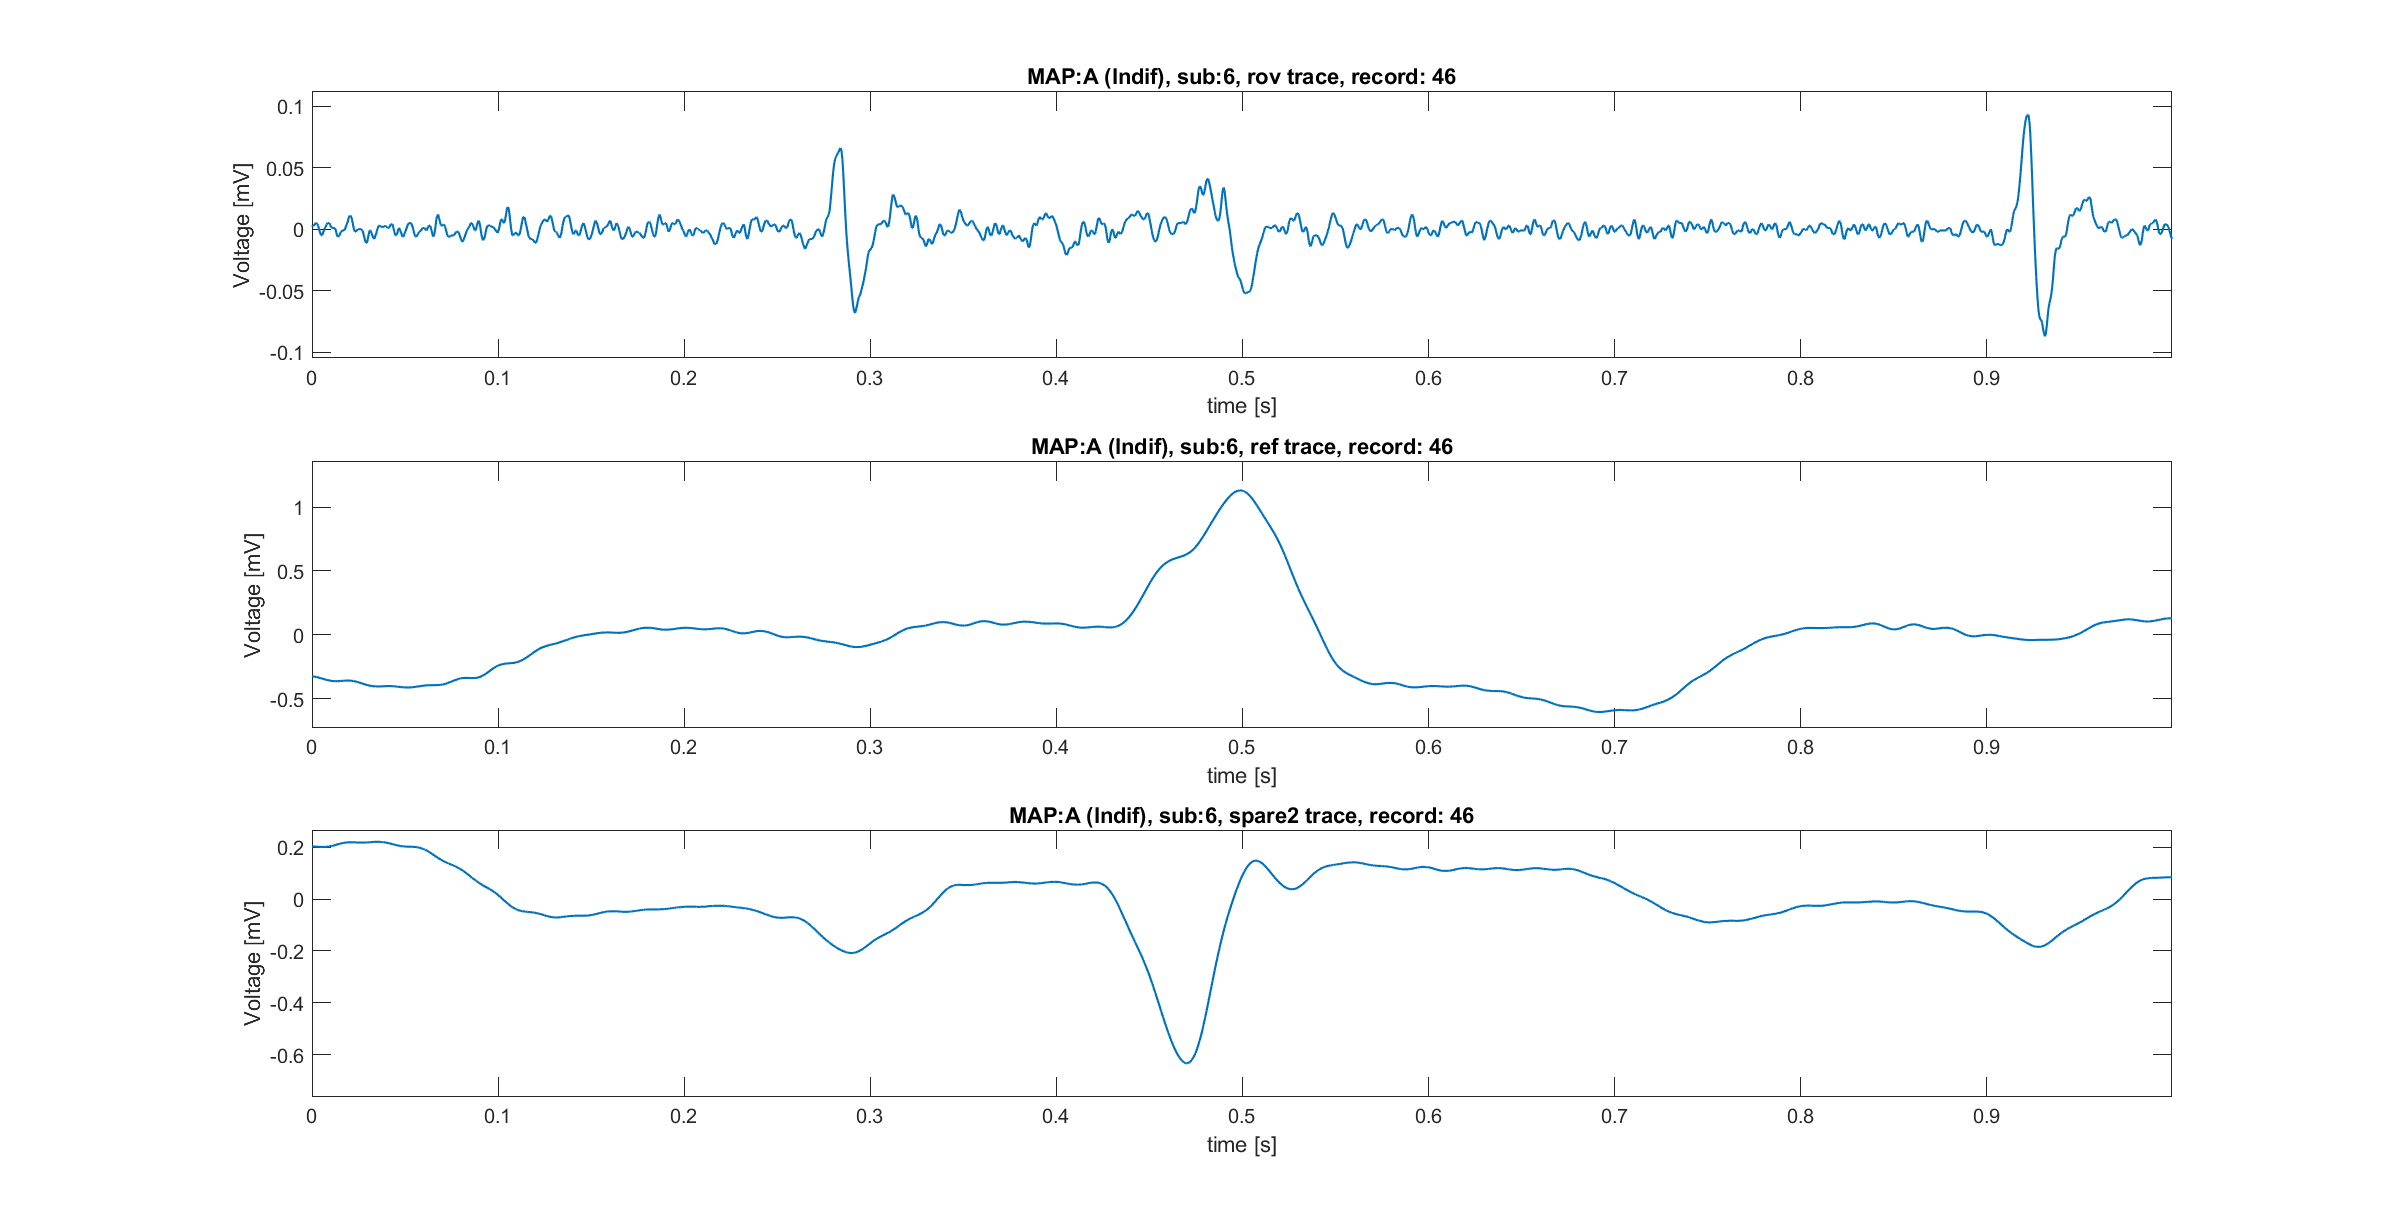 MAP:A (Indif), sub:6, rov trace, record: 46
Voltage [mV]
0.1
0.05
0
-0.05
-0.1
0 0.1 0.2 0.3 0.4 0.5 0.6 0.7 0.8 0.9
time [s]
MAP:A (Indif), sub:6, ref trace, record: 46
Voltage [mV]
1
0.5
0
-0.5
0 0.1 0.2 0.3 0.4 0.5 0.6 0.7 0.8 0.9
time [s]
MAP:A (Indif), sub:6, spare2 trace, record: 46
Voltage [mV]
0.2
0
-0.2
-0.4
-0.6
0 0.1 0.2 0.3 0.4 0.5 0.6 0.7 0.8 0.9
time [s]